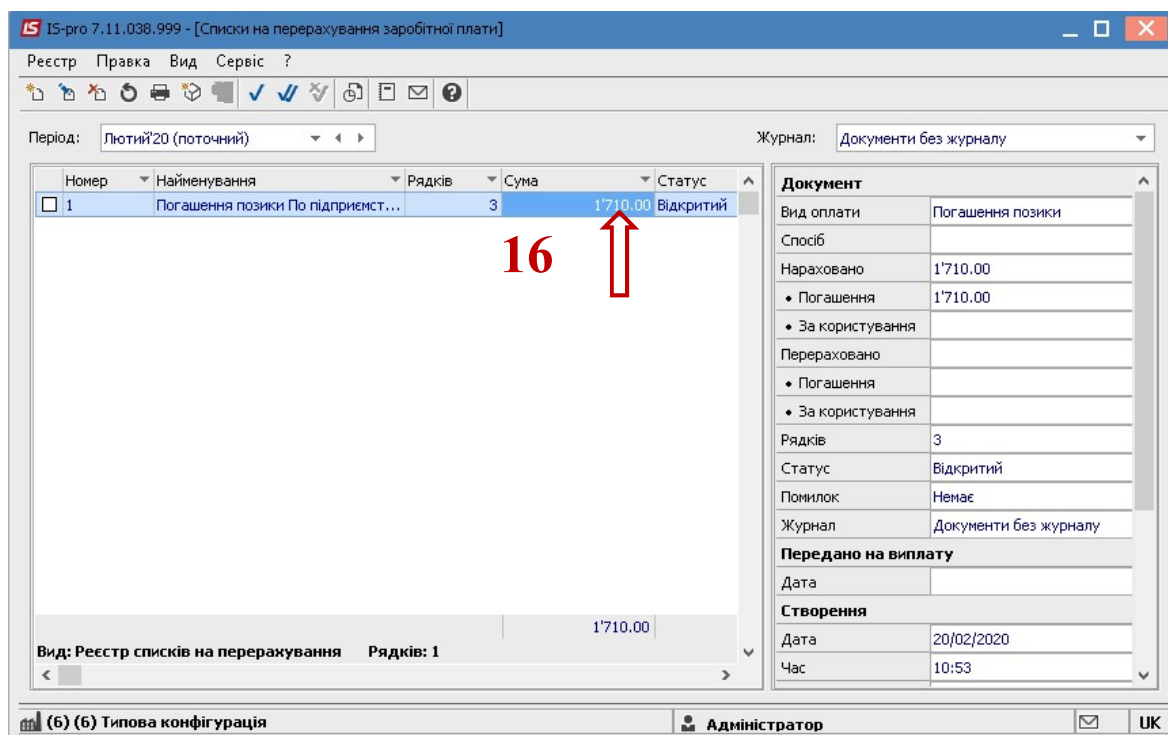 IS IS-pro 7.11.038.999 - [Списки на перерахування заробітної плати]
Реєстр Правка Вид Сервіс ?
Період: Лютий'20 (поточний) Журнал: Документи без журналу
Номер Найменування Рядків Сума Статус
1 Погашення позики По підприємст... 3 1'710.00 Відкритий
16
1'710.00
Вид: Реєстр списків на перерахування Рядків: 1
Документ
Вид оплати Погашення позики
Спосіб
Нараховано 1'710.00
• Погашення 1'710.00
• За користування
Перераховано
• Погашення
• За користування
Рядків 3
Статус Відкритий
Помилок Немає
Журнал Документи без журналу
Передано на виплату
Дата
Створення
Дата 20/02/2020
Час 10:53
(6) (6) Типова конфігурація Адміністратор UK